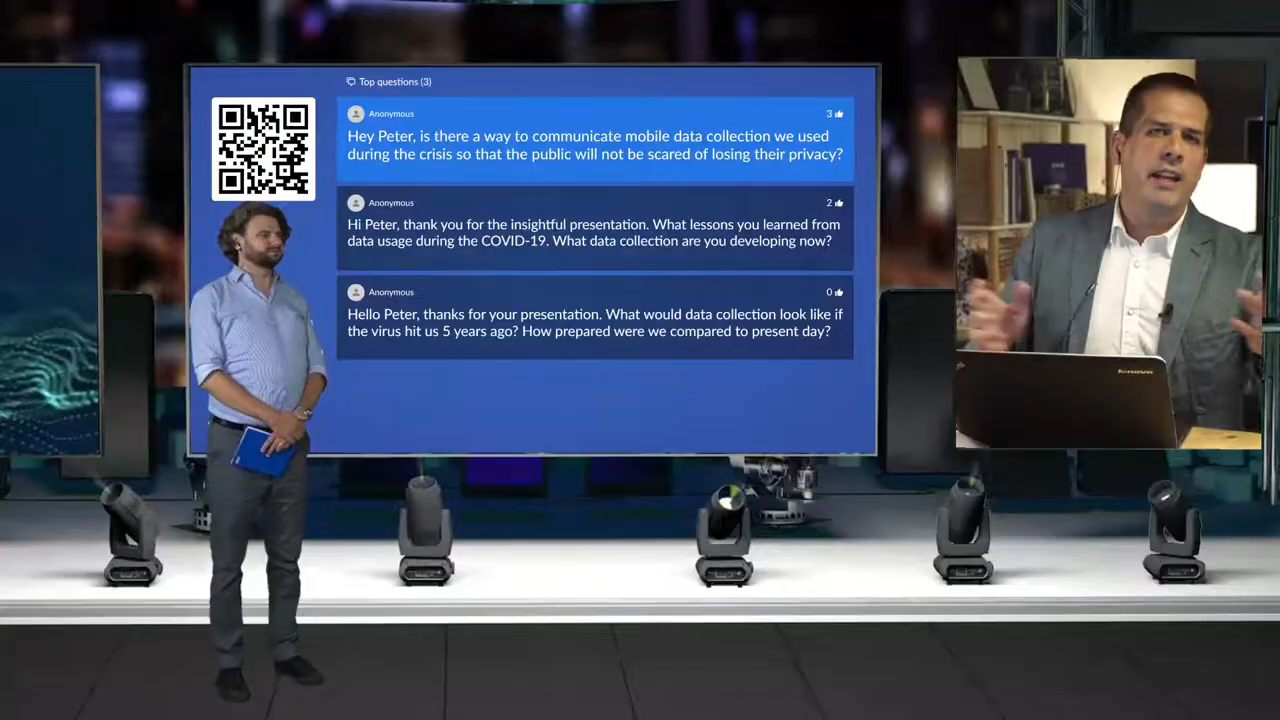 Top questions (3)
Anonymous
3
Hey Peter, is there a way to communicate mobile data collection we used
during the crisis so that the public will not be scared of losing their privacy?
Anonymous
2
Hi Peter, thank you for the insightful presentation. What lessons you learned from
data usage during the COVID-19. What data collection are you developing now?
Anonymous
0
Hello Peter, thanks for your presentation. What would data collection look like if
the virus hit us 5 years ago? How prepared were we compared to present day?
lenovo